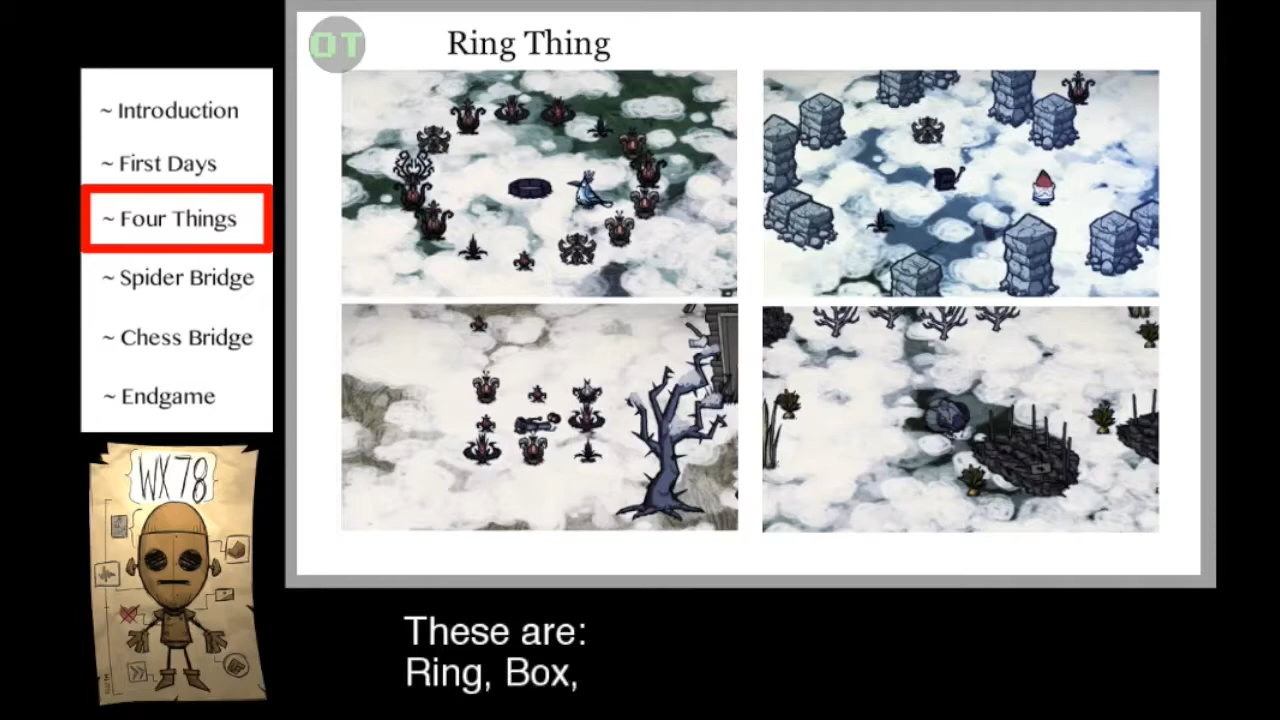 OT
Ring Thing
~ Introduction
~ First Days
~ Four Things
~ Spider Bridge
~ Chess Bridge
~ Endgame
WX78
These are:
Ring, Box,